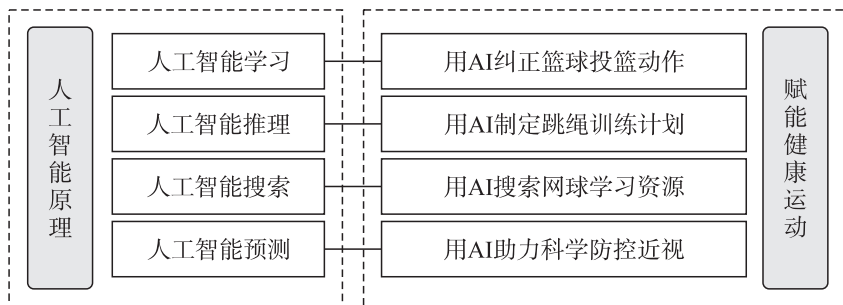 人工智能原理
人工智能学习
用AI纠正篮球投篮动作
人工智能推理
用AI制定跳绳训练计划
人工智能搜索
用AI搜索网球学习资源
人工智能预测
用AI助力科学防控近视
赋能健康运动